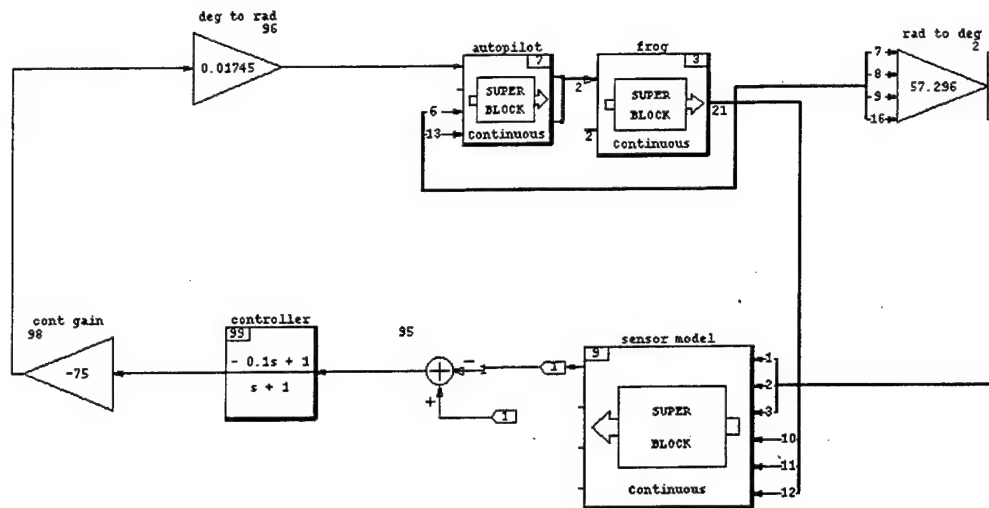 deg to rad
96
0.01745
autopilot
7
SUPER
BLOCK
6
13
Continuous
frog
3
2
SUPER
BLOCK
21
2
Continuous
rad to deg
2
7
8
9
16
57.296
cont gain
98
-75
controller
99
- 0.1s + 1
s + 1
95
-
1
+
1
1
sensor model
9
1
2
3
SUPER
BLOCK
10
11
12
Continuous